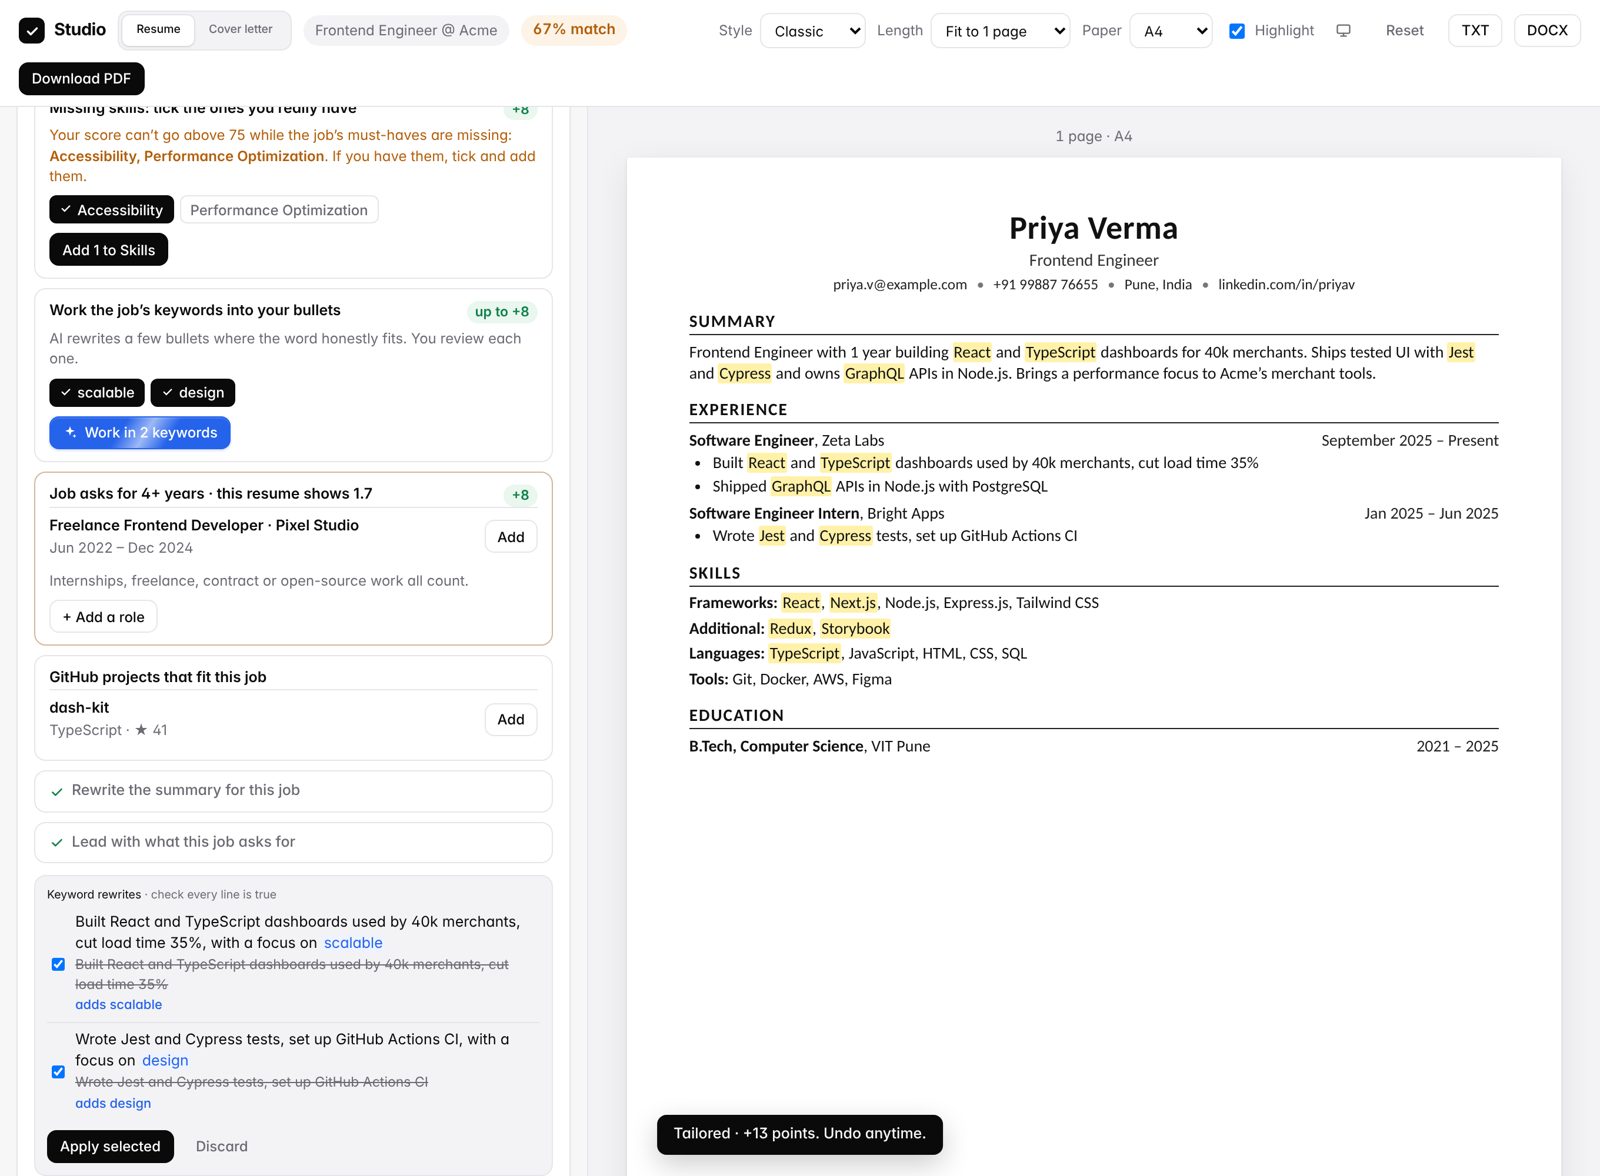 Studio
Resume
Cover letter
Frontend Engineer @ Acme
67% match
Style
Classic
Length
Fit to 1 page
Paper
A4
Highlight
Reset
TXT
DOCX
Download PDF
Missing skills: tick the ones you really have
+8
Your score can't go above 75 while the job's must-haves are missing:
Accessibility, Performance Optimization. If you have them, tick and add
them.
Accessibility
Performance Optimization
Add 1 to Skills
Work the job's keywords into your bullets
up to +8
AI rewrites a few bullets where the word honestly fits. You review each
one.
scalable
design
Work in 2 keywords
Job asks for 4+ years · this resume shows 1.7
+8
Freelance Frontend Developer · Pixel Studio
Jun 2022 – Dec 2024
Add
Internships, freelance, contract or open-source work all count.
+ Add a role
GitHub projects that fit this job
dash-kit
TypeScript · ★ 41
Add
Rewrite the summary for this job
Lead with what this job asks for
Keyword rewrites · check every line is true
Built React and TypeScript dashboards used by 40k merchants,
cut load time 35%, with a focus on scalable
Built React and TypeScript dashboards used by 40k merchants, cut
load time 35%
adds scalable
Wrote Jest and Cypress tests, set up GitHub Actions CI, with a
focus on design
Wrote Jest and Cypress tests, set up GitHub Actions CI
adds design
Apply selected
Discard
1 page · A4
Priya Verma
Frontend Engineer
priya.v@example.com • +91 99887 76655 • Pune, India • linkedin.com/in/priyav
SUMMARY
Frontend Engineer with 1 year building React and TypeScript dashboards for 40k merchants. Ships tested UI with Jest
and Cypress and owns GraphQL APIs in Node.js. Brings a performance focus to Acme's merchant tools.
EXPERIENCE
Software Engineer, Zeta Labs
September 2025 – Present
• Built React and TypeScript dashboards used by 40k merchants, cut load time 35%
• Shipped GraphQL APIs in Node.js with PostgreSQL
Software Engineer Intern, Bright Apps
Jan 2025 – Jun 2025
• Wrote Jest and Cypress tests, set up GitHub Actions CI
SKILLS
Frameworks: React, Next.js, Node.js, Express.js, Tailwind CSS
Additional: Redux, Storybook
Languages: TypeScript, JavaScript, HTML, CSS, SQL
Tools: Git, Docker, AWS, Figma
EDUCATION
B.Tech, Computer Science, VIT Pune
2021 – 2025
Tailored · +13 points. Undo anytime.